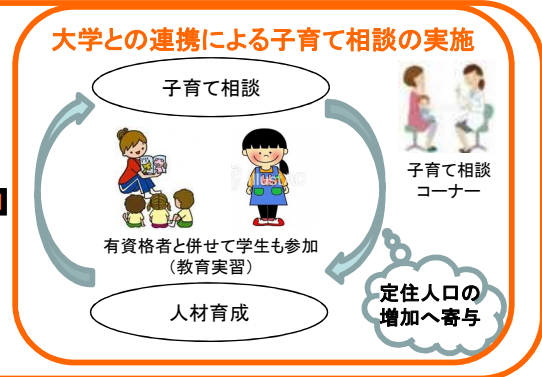 大学との連携による子育て相談の実施
子育て相談
子育て相談
コーナー
有資格者と併せて学生も参加
（教育実習）
定住人口の
増加へ寄与
人材育成